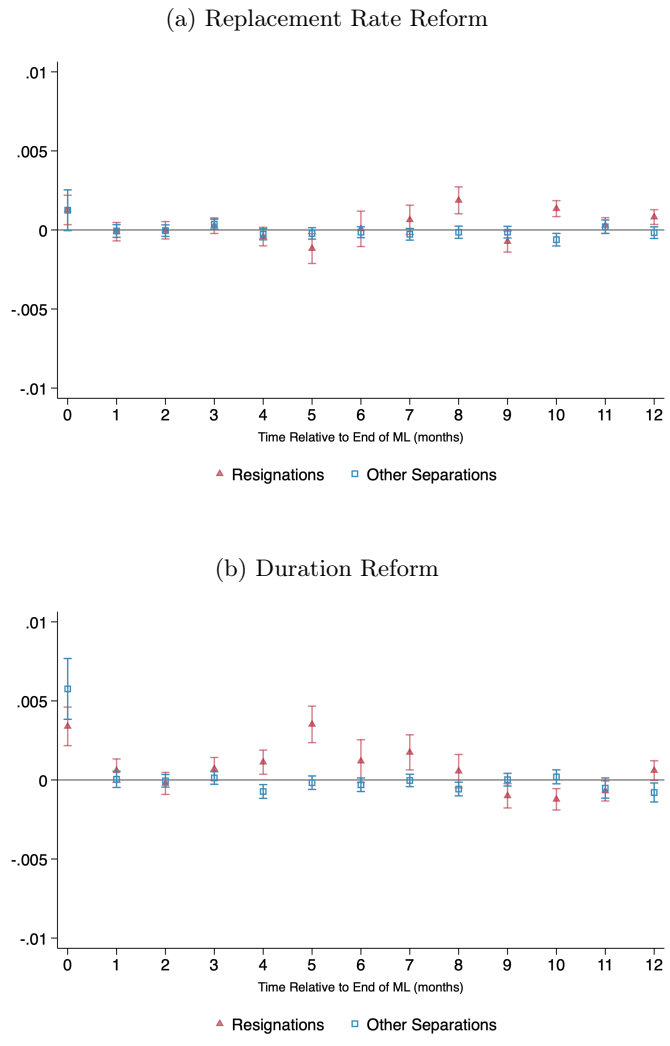 (a) Replacement Rate Reform
.01
.005
0
-.005
-.01
0 1 2 3 4 5 6 7 8 9 10 11 12
Time Relative to End of ML (months)
Resignations Other Separations
(b) Duration Reform
.01
.005
0
-.005
-.01
0 1 2 3 4 5 6 7 8 9 10 11 12
Time Relative to End of ML (months)
Resignations Other Separations